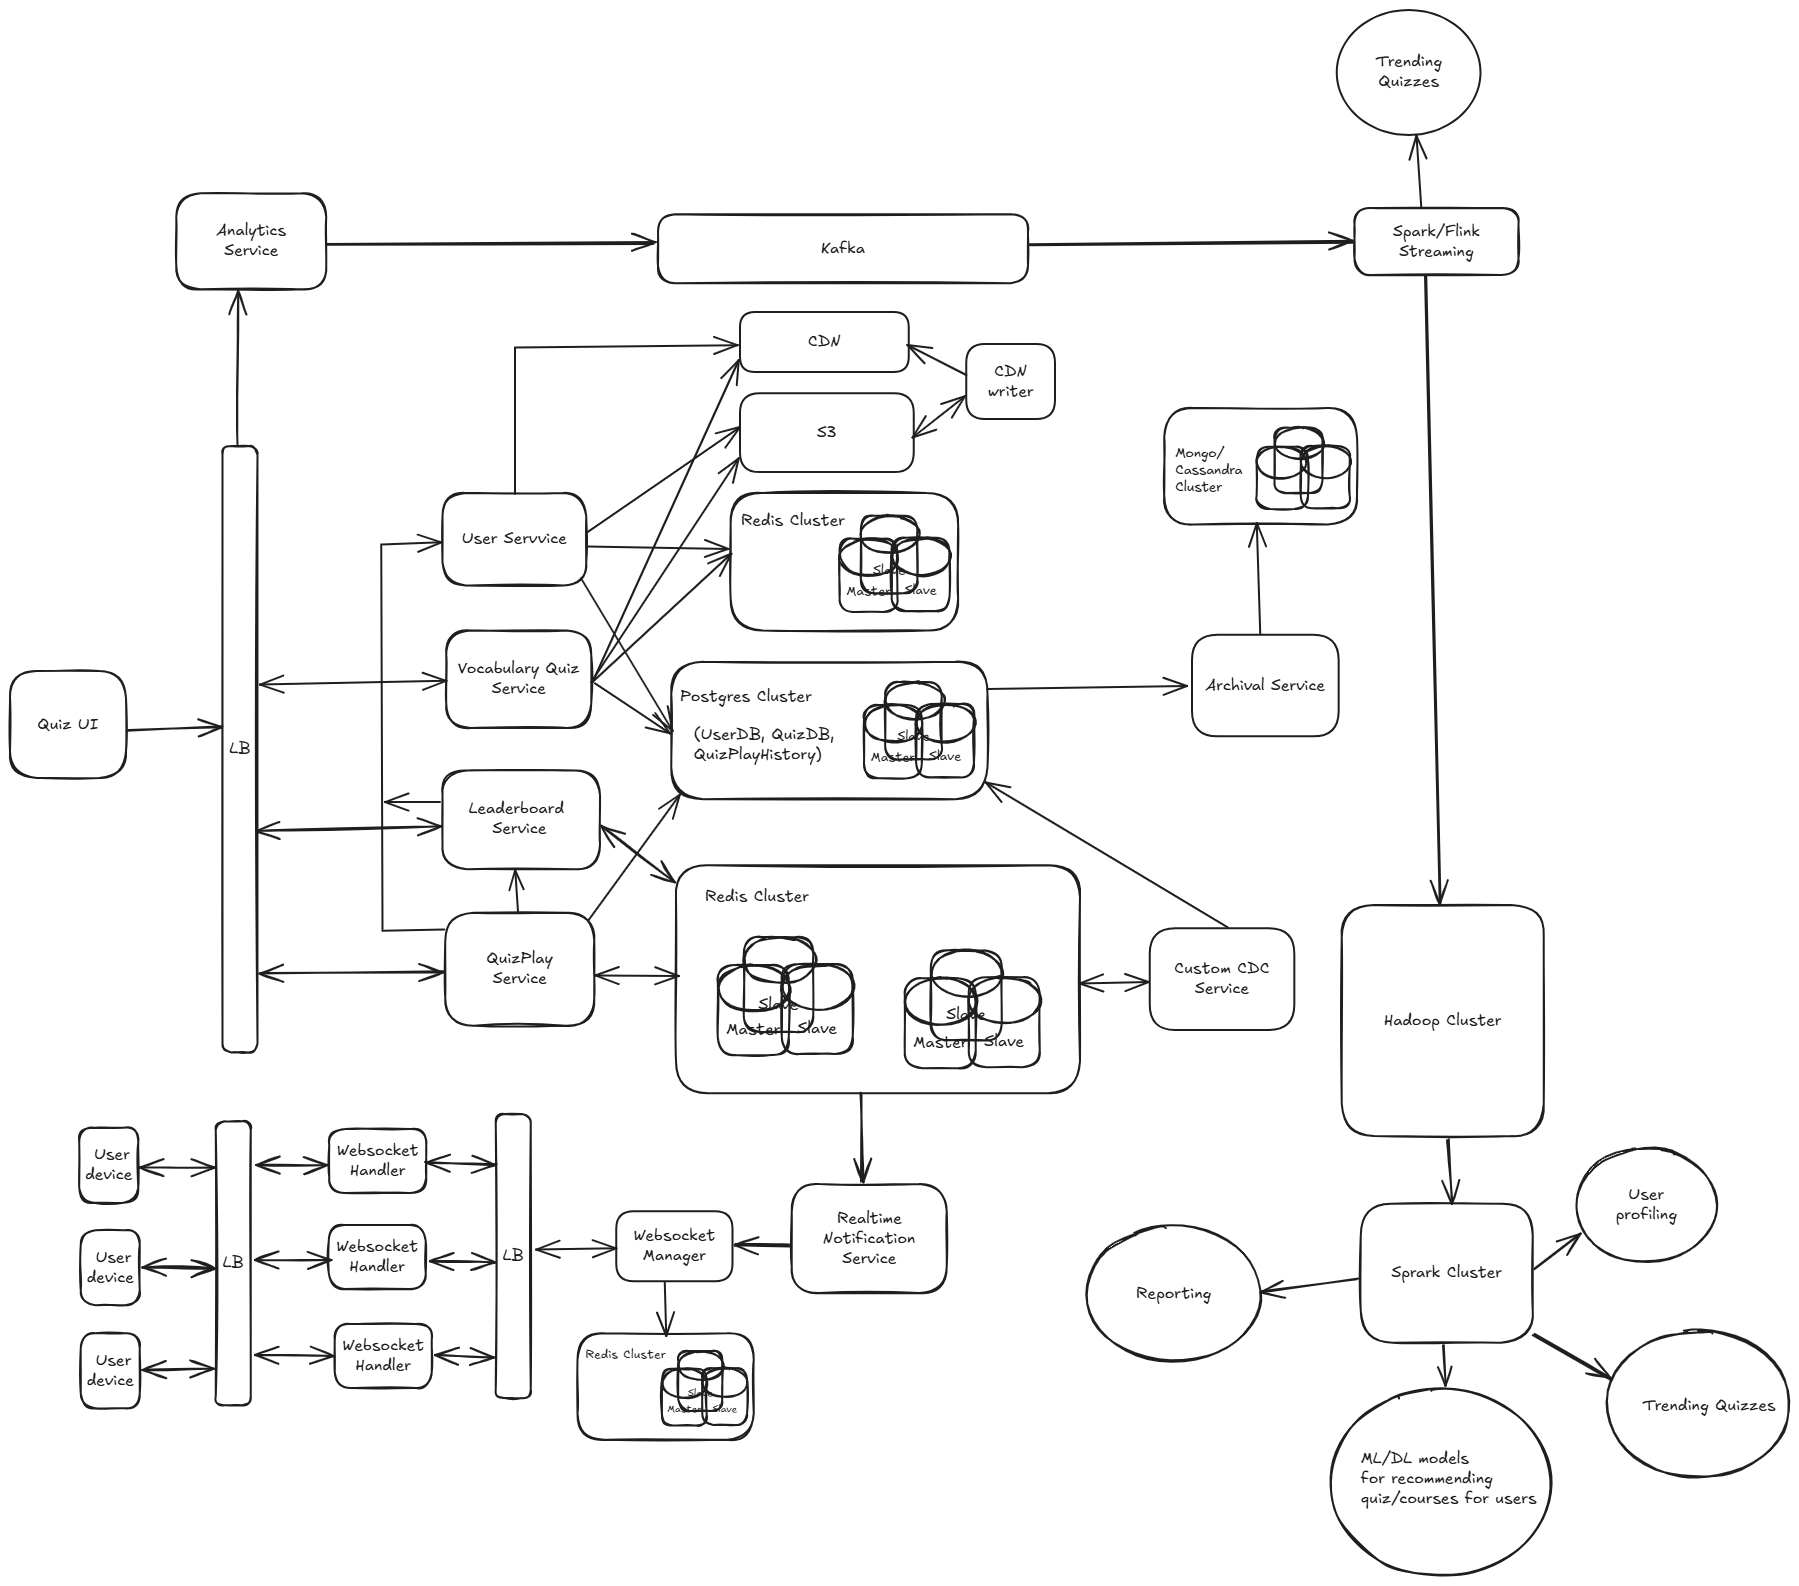 Trending
Quizzes
Analytics
Service
Kafka
Spark/Flink
Streaming
CDN
CDN
writer
S3
Mongo/
Cassandra
Cluster
Redis Cluster
Slave
Master
Slave
User Servvice
Vocabulary Quiz
Service
Quiz UI
LB
Postgres Cluster
(UserDB, QuizDB,
QuizPlayHistory)
Slave
Master
Slave
Archival Service
Leaderboard
Service
Redis Cluster
Slave
Master
Slave
Slave
Master
Slave
QuizPlay
Service
Custom CDC
Service
Hadoop Cluster
User
device
Websocket
Handler
User
device
LB
Websocket
Handler
LB
User
device
Websocket
Handler
Websocket
Manager
Realtime
Notification
Service
Redis Cluster
Slave
Master
Slave
User
profiling
Reporting
Sprark Cluster
Trending Quizzes
ML/DL models
for recommending
quiz/courses for users